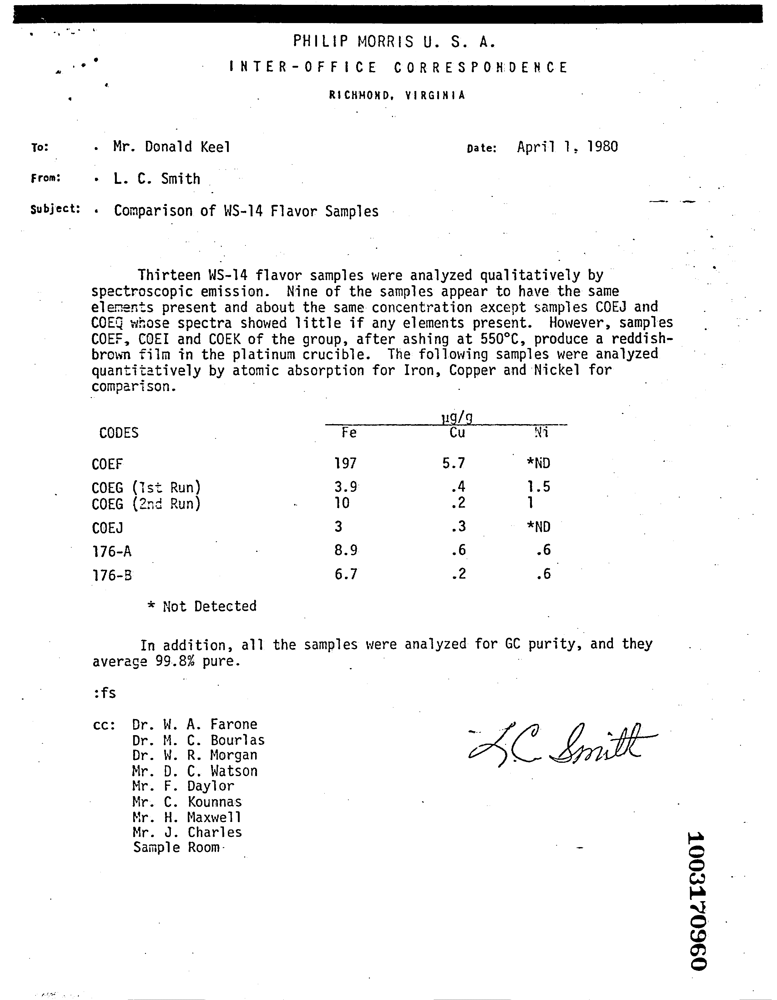 PHILIP MORRIS U. S. A.
INTER-OFFICE CORRESPONDENCE
RICHMOND, VIRGINIA
To: . Mr. Donald Keel Date: April 1, 1980
From: . L. C. Smith
Subject: . Comparison of WS-14 Flavor Samples
Thirteen WS-14 flavor samples were analyzed qualitatively by
spectroscopic emission. Nine of the samples appear to have the same
elements present and about the same concentration except samples COEJ and
COEQ whose spectra showed little if any elements present. However, samples
COEF, COEI and COEK of the group, after ashing at 550°C, produce a reddish-
brown film in the platinum crucible. The following samples were analyzed
quantitatively by atomic absorption for Iron, Copper and Nickel for
comparison.
µg/g
CODES Fe Cu Ni
COEF 197 5.7 *ND
COEG (1st Run) 3.9 .4 1.5
COEG (2nd Run) 10 .2 1
COEJ 3 .3 *ND
176-A 8.9 .6 .6
176-B 6.7 .2 .6
* Not Detected
In addition, all the samples were analyzed for GC purity, and they
average 99.8% pure.
:fs
cc: Dr. W. A. Farone
Dr. M. C. Bourlas
Dr. W. R. Morgan
Mr. D. C. Watson
Mr. F. Daylor
Mr. C. Kounnas
Mr. H. Maxwell
Mr. J. Charles
Sample Room
L C Smith
1003170960